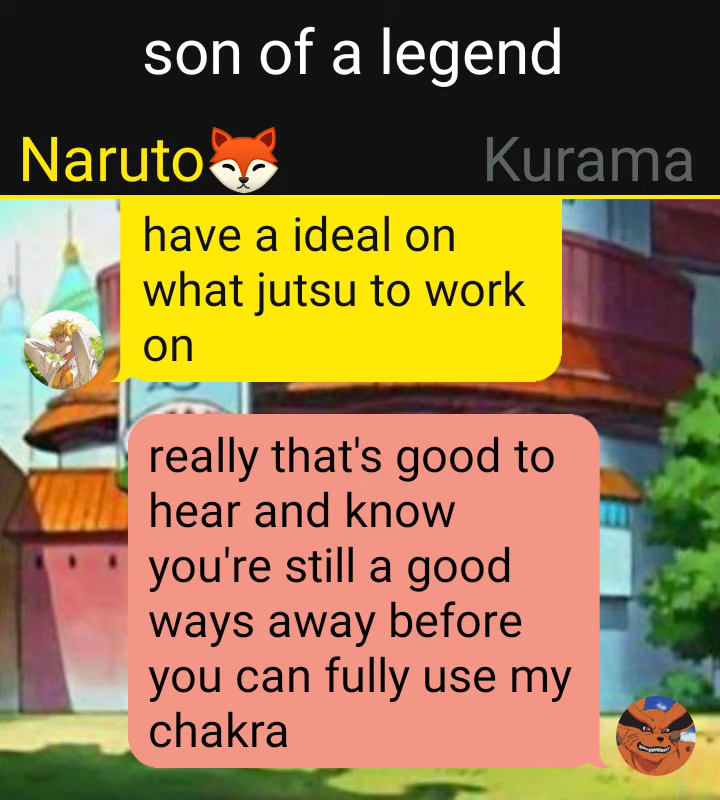 son of a legend
Naruto🦊 Kurama
have a ideal on
what jutsu to work
on
really that's good to
hear and know
you're still a good
ways away before
you can fully use my
chakra